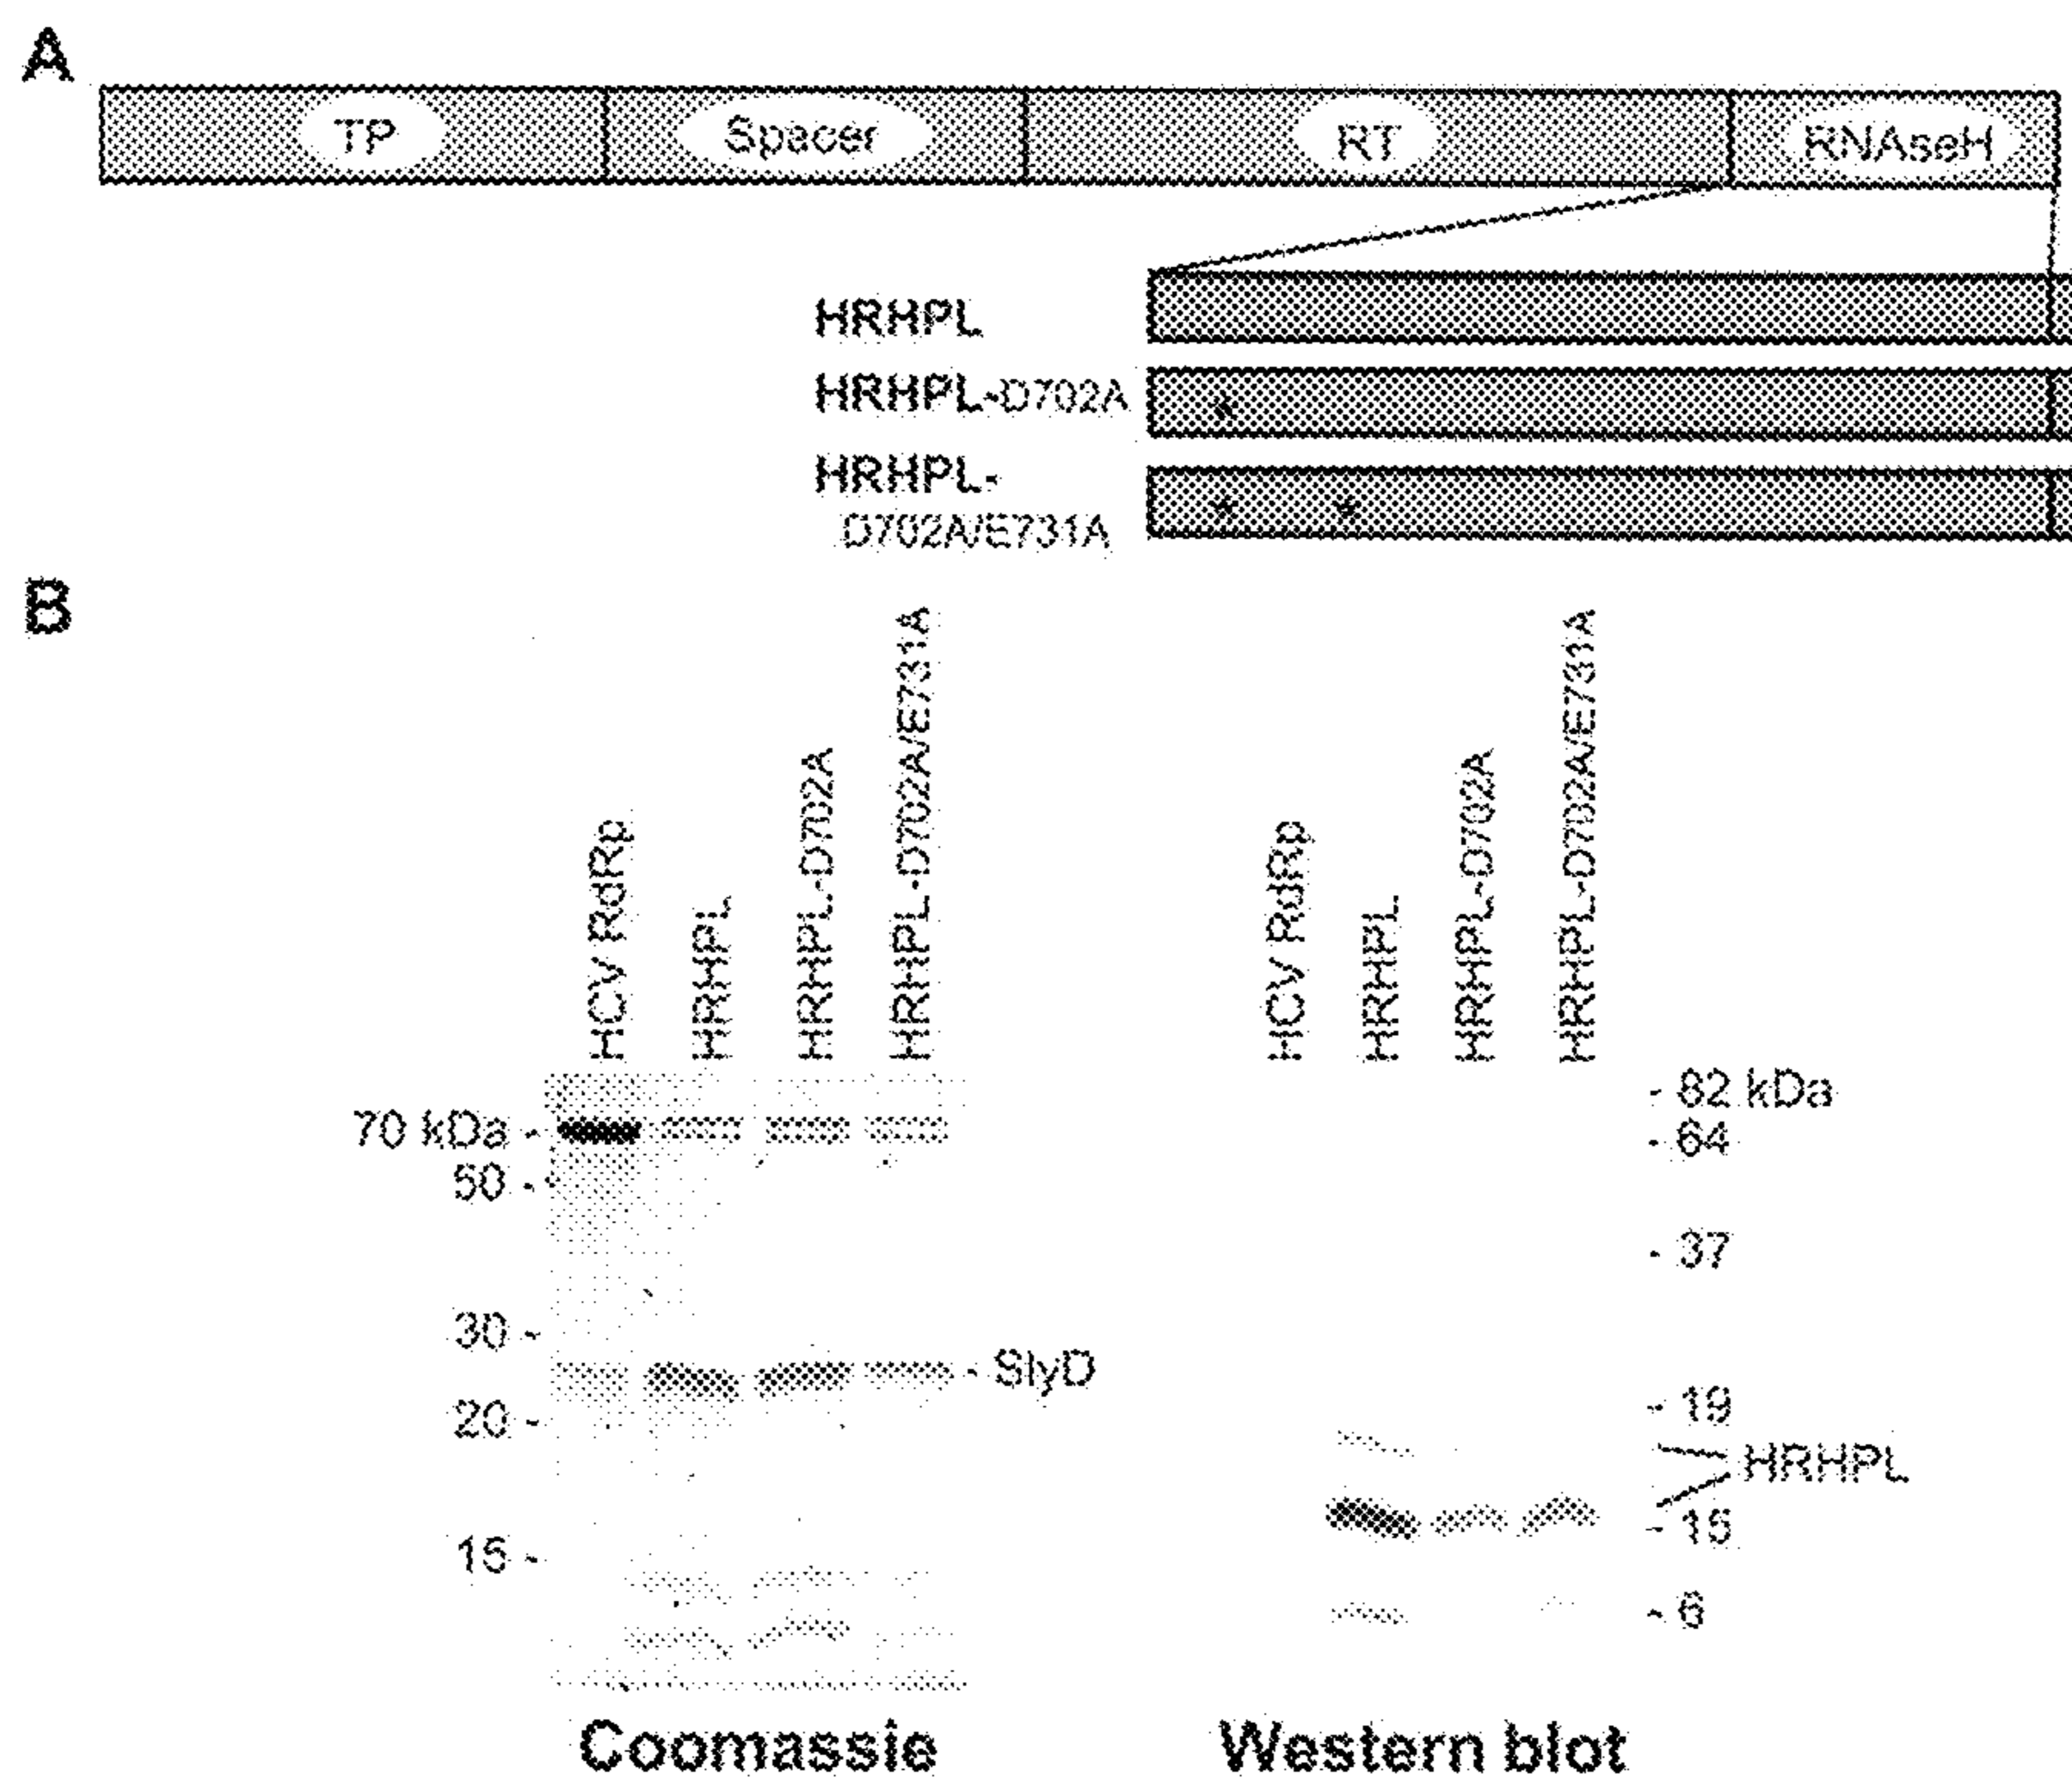 A
TP Spacer RT RNAseH
HRHPL
HRHPL-D702A
HRHPL-
D702A/E731A
B
HCV RdRp
HRHPL
HRHPL-D702A
HRHPL-D702A/E731A
HCV RdRp
HRHPL
HRHPL-D702A
HRHPL-D702A/E731A
70 kDa -
50 -
30 -
20 -
15 -
- SlyD
- 82 kDa
- 64
- 37
- 19
HRHPL
- 15
- 6
Coomassie
Western blot